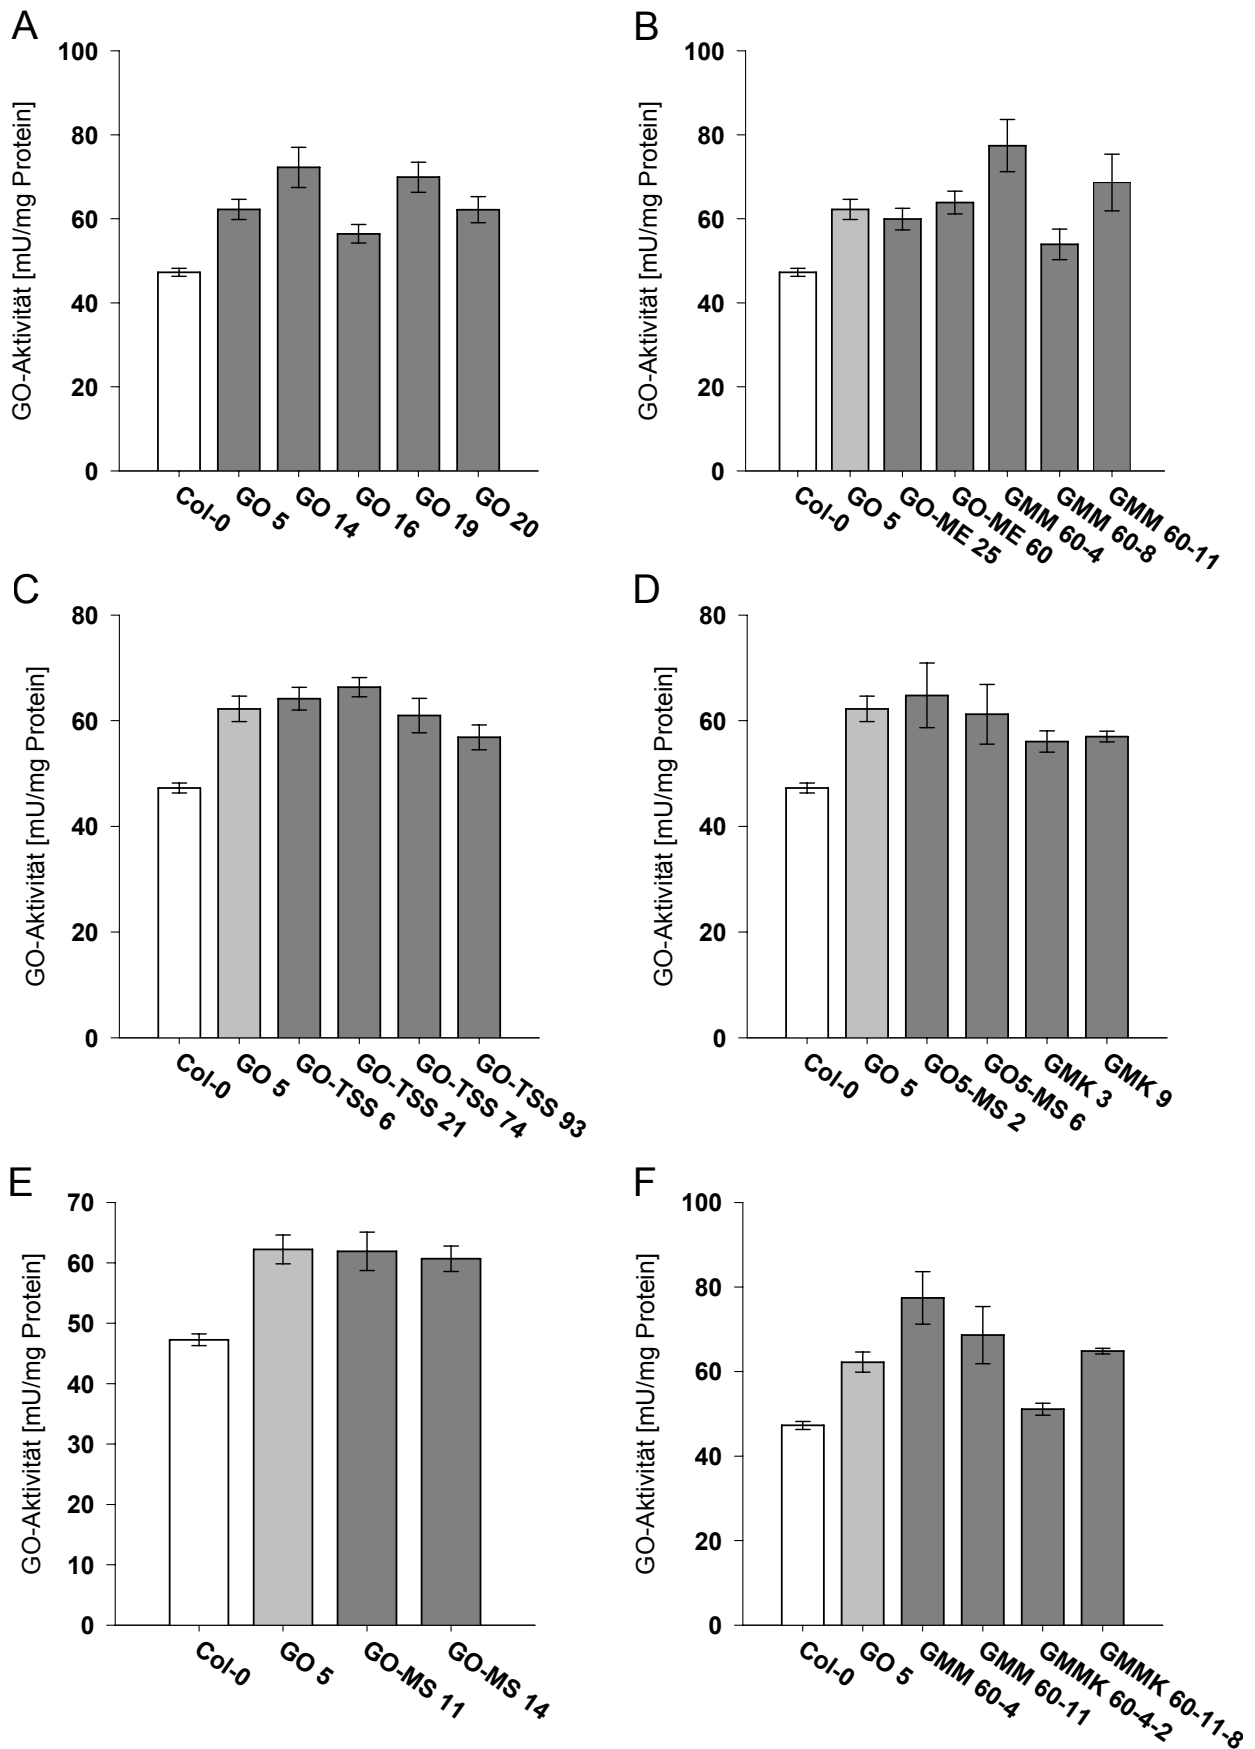 A
GO-Aktivität [mU/mg Protein]
100
80
60
40
20
0
Col-0
GO 5
GO 14
GO 16
GO 19
GO 20
B
GO-Aktivität [mU/mg Protein]
100
80
60
40
20
0
Col-0
GO 5
GO-ME 25
GO-ME 60
GMM 60-4
GMM 60-8
GMM 60-11
C
GO-Aktivität [mU/mg Protein]
80
60
40
20
0
Col-0
GO 5
GO-TSS 6
GO-TSS 21
GO-TSS 74
GO-TSS 93
D
GO-Aktivität [mU/mg Protein]
80
60
40
20
0
Col-0
GO 5
GO5-MS 2
GO5-MS 6
GMK 3
GMK 9
E
GO-Aktivität [mU/mg Protein]
70
60
50
40
30
20
10
0
Col-0
GO 5
GO-MS 11
GO-MS 14
F
GO-Aktivität [mU/mg Protein]
100
80
60
40
20
0
Col-0
GO 5
GMM 60-4
GMM 60-11
GMMK 60-4-2
GMMK 60-11-8